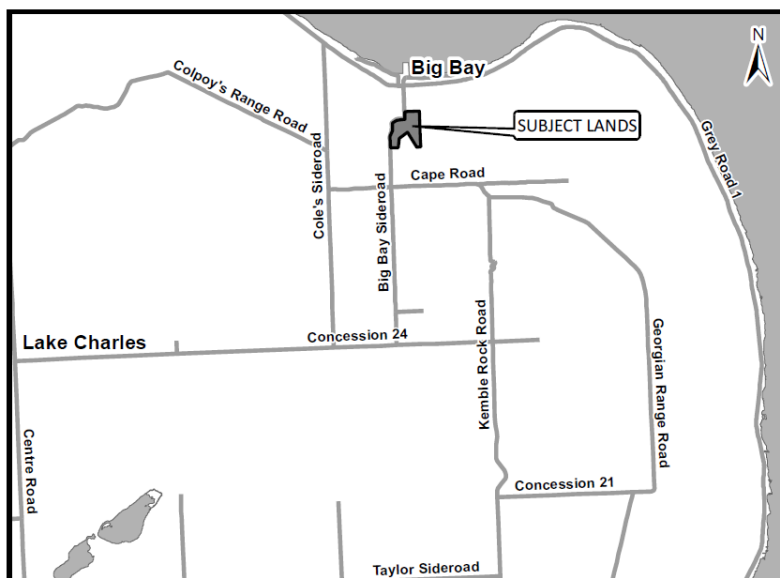 N
Big Bay
Colpoy's Range Road
SUBJECT LANDS
Grey Road 1
Cape Road
Cole's Sideroad
Big Bay Sideroad
Lake Charles
Concession 24
Kemble Rock Road
Georgian Range Road
Centre Road
Concession 21
Taylor Sideroad